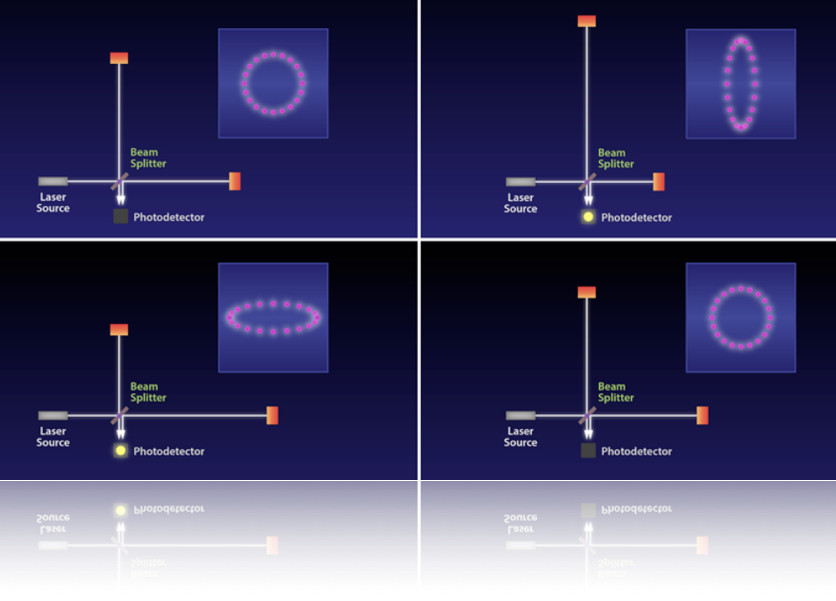 Beam
Splitter
Laser
Source
Photodetector
Beam
Splitter
Laser
Source
Photodetector
Beam
Splitter
Laser
Source
Photodetector
Beam
Splitter
Laser
Source
Photodetector